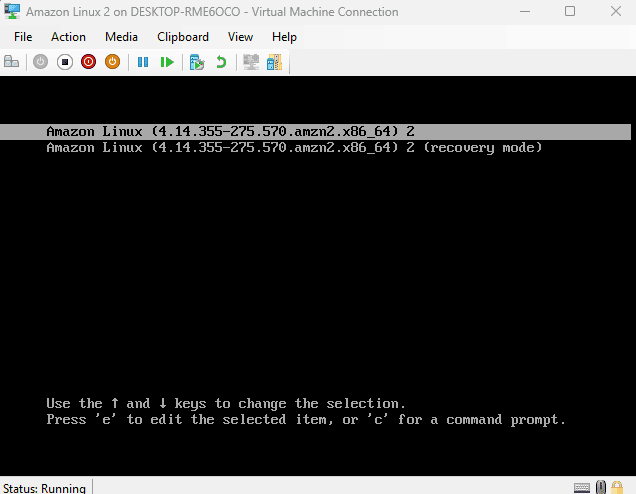 Amazon Linux 2 on DESKTOP-RME6OCO - Virtual Machine Connection
File Action Media Clipboard View Help
Amazon Linux (4.14.355-275.570.amzn2.x86_64) 2
Amazon Linux (4.14.355-275.570.amzn2.x86_64) 2 (recovery mode)
Use the ↑ and ↓ keys to change the selection.
Press 'e' to edit the selected item, or 'c' for a command prompt.
Status: Running